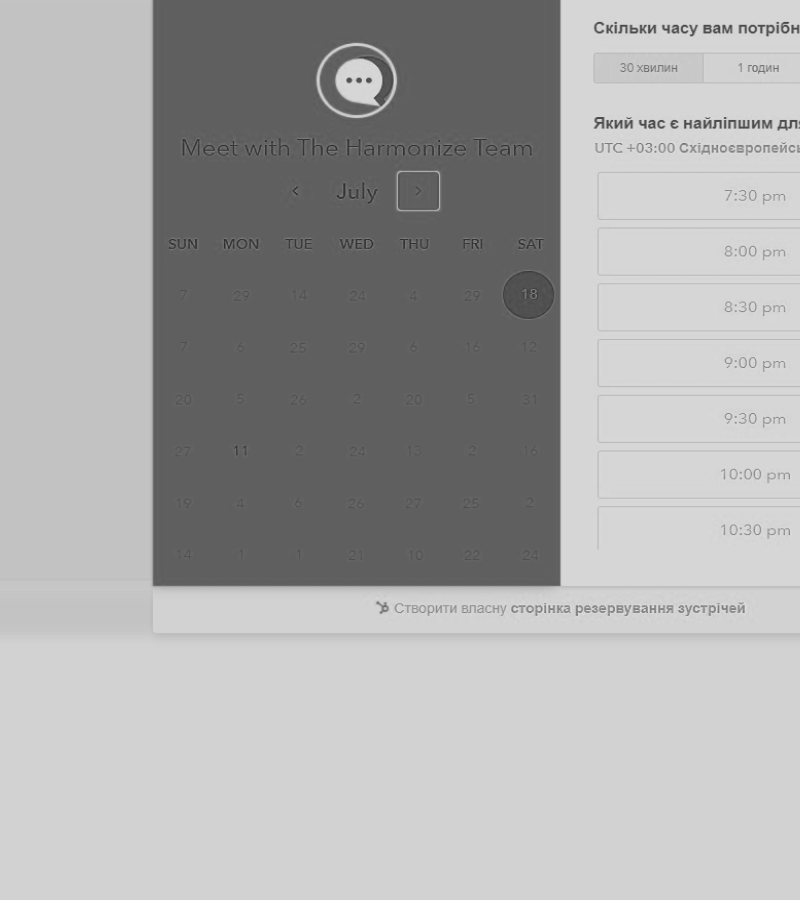 Скільки часу вам потрібн
30 хвилин 1 годин
Meet with The Harmonize Team
Який час є найліпшим для
UTC +03:00 Східноєвропейсь
July
7:30 pm
SUN MON TUE WED THU FRI SAT
8:00 pm
7 29 14 24 4 29 18
8:30 pm
7 6 25 29 6 16 12
9:00 pm
20 5 26 2 20 5 31
9:30 pm
27 11 2 24 13 2 16
10:00 pm
19 4 6 26 27 25 2
10:30 pm
14 1 1 21 10 22 24
Створити власну сторінка резервування зустрічей